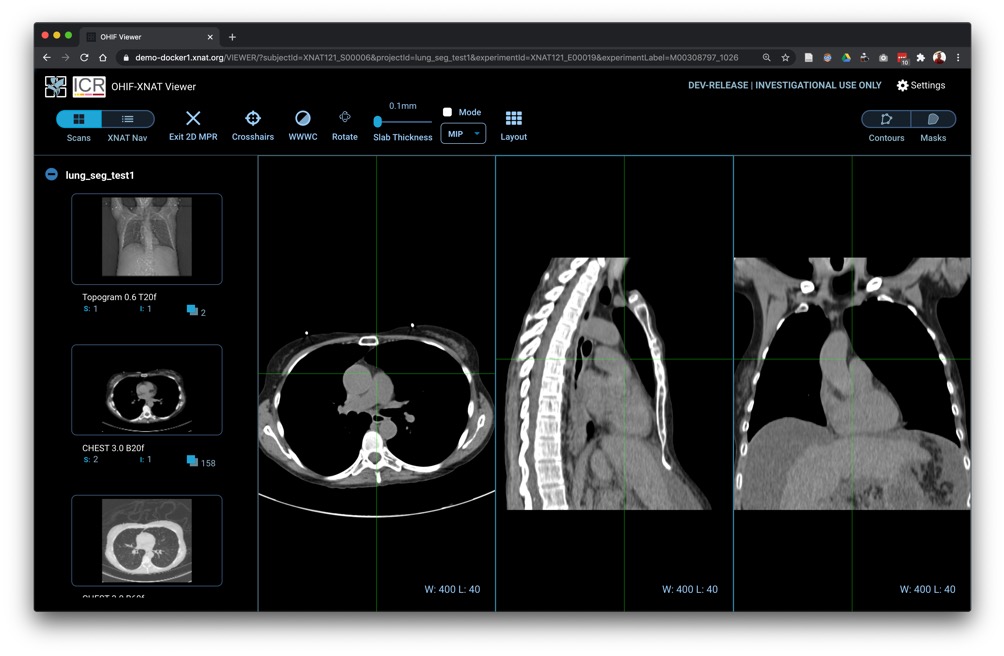 OHIF Viewer
demo-docker1.xnat.org/VIEWER/?subjectId=XNAT121_S00006&projectId=lung_seg_test1&experimentId=XNAT121_E00019&experimentLabel=M00308797_1026
10
ICR
OHIF-XNAT Viewer
DEV-RELEASE | INVESTIGATIONAL USE ONLY
Settings
Scans
XNAT Nav
Exit 2D MPR
Crosshairs
WWWC
Rotate
0.1mm
Slab Thickness
Mode
MIP
Layout
Contours
Masks
lung_seg_test1
Topogram 0.6 T20f
S: 1 I: 1 2
CHEST 3.0 B20f
S: 2 I: 1 158
W: 400 L: 40
W: 400 L: 40
W: 400 L: 40